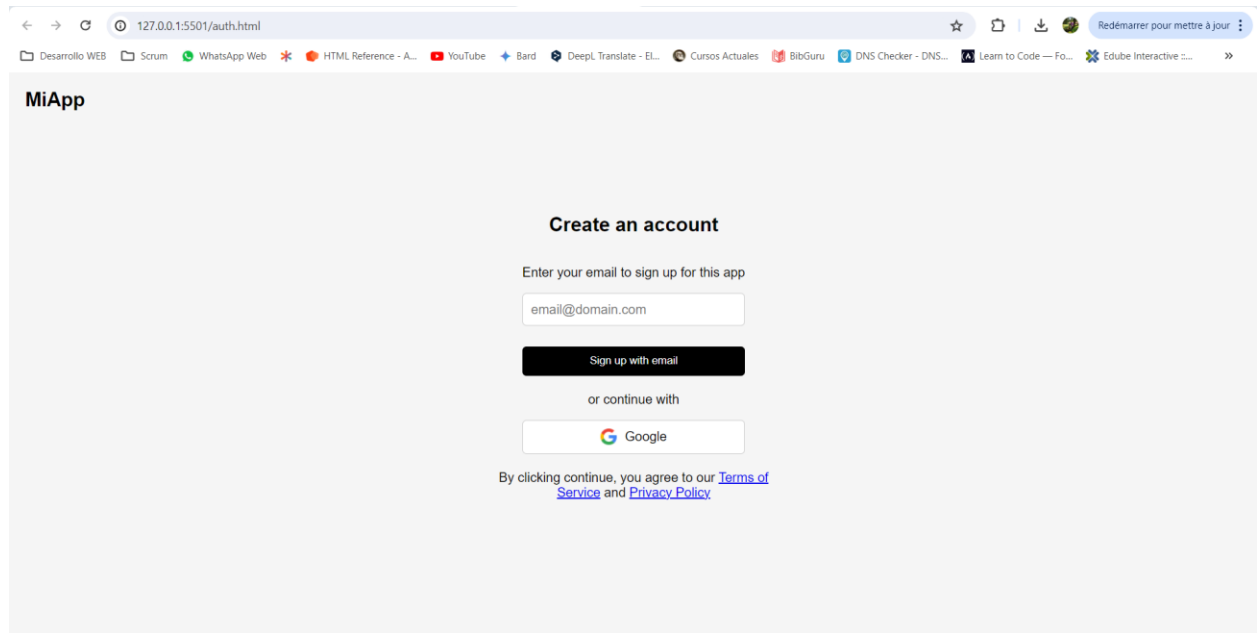 127.0.0.1:5501/auth.html
Redémarrer pour mettre à jour
Desarrollo WEB Scrum WhatsApp Web HTML Reference - A... YouTube Bard DeepL Translate - El... Cursos Actuales BibGuru DNS Checker - DNS... Learn to Code — Fo... Edube Interactive ::... »
MiApp
Create an account
Enter your email to sign up for this app
email@domain.com
Sign up with email
or continue with
Google
By clicking continue, you agree to our Terms of
Service and Privacy Policy